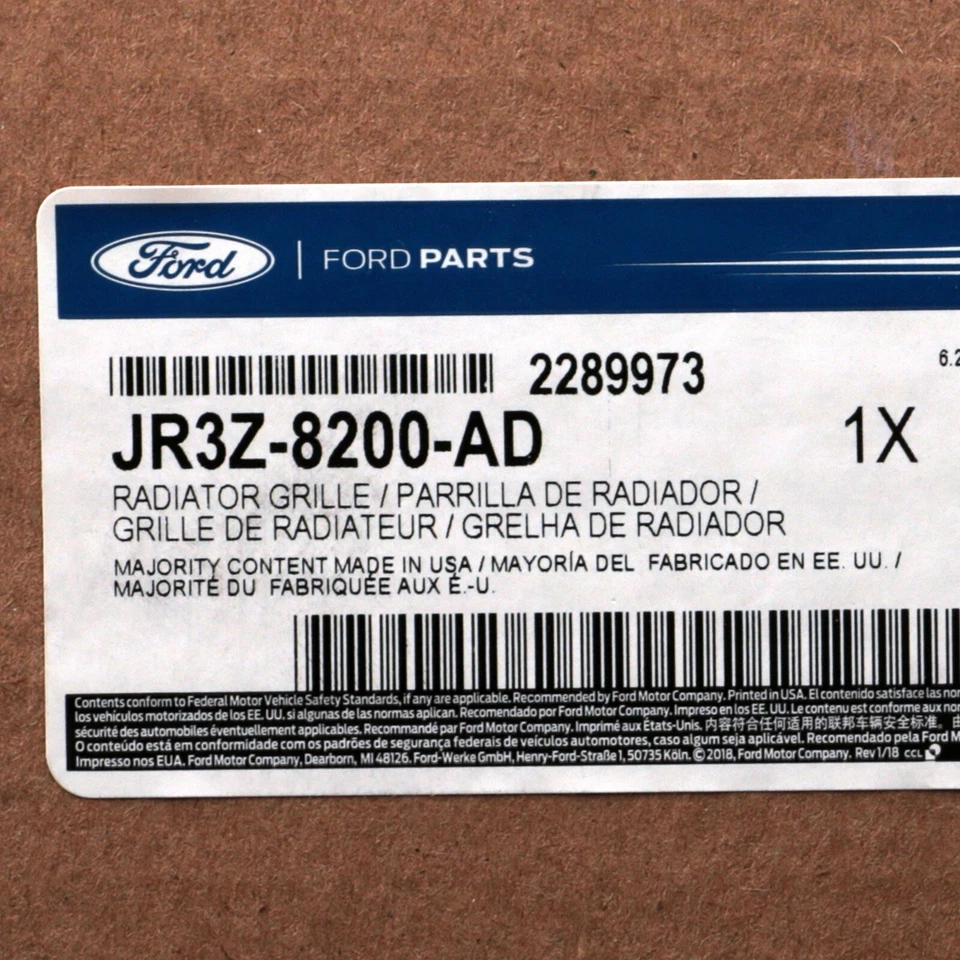 Ford | FORD PARTS
2289973
6.2
JR3Z-8200-AD 1X
RADIATOR GRILLE / PARRILLA DE RADIADOR /
GRILLE DE RADIATEUR / GRELHA DE RADIADOR
MAJORITY CONTENT MADE IN USA / MAYORÍA DEL FABRICADO EN EE. UU. /
MAJORITÉ DU FABRIQUÉE AUX É.-U.
Contents conform to Federal Motor Vehicle Safety Standards, if any are applicable. Recommended by Ford Motor Company. Printed in USA. El contenido satisface las nor
los vehículos motorizados de los EE. UU. si algunas de las normas aplican. Recomendado por Ford Motor Company. Impreso en los EE. UU. Le contenu est conforme aux nor
sécurité des automobiles éventuellement applicables. Recommandé par Ford Motor Company. Imprimé aux États-Unis. 内容符合任何适用的联邦车辆安全标准。由
O conteúdo está em conformidade com os padrões de segurança federais de veículos automotores, caso algum seja aplicável. Recomendado pela Ford M
Impresso nos EUA. Ford Motor Company, Dearborn, MI 48126. Ford-Werke GmbH, Henry-Ford-Straße 1, 50735 Köln. © 2018, Ford Motor Company. Rev 1/18 CCL